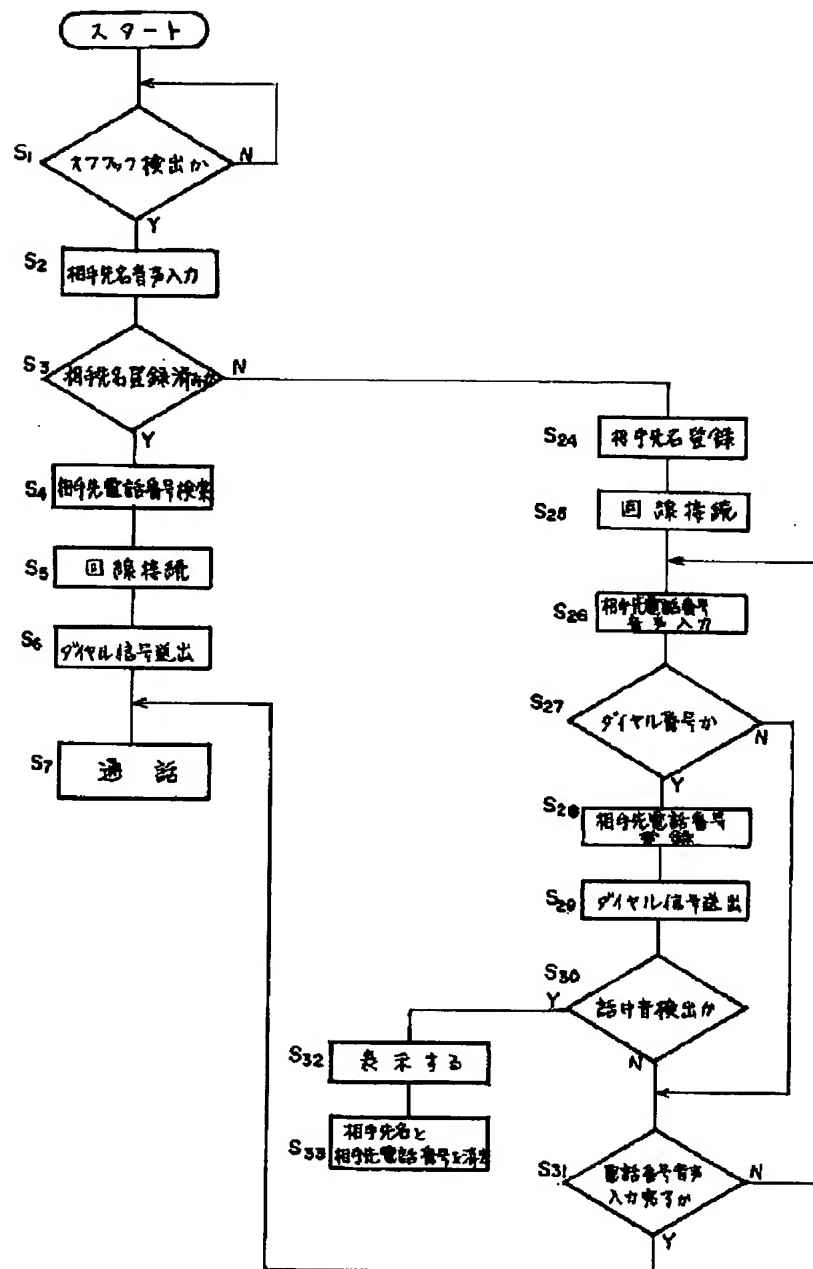 スタート
S1
オフフック検出か
N
Y
S2
相手先名音声入力
S3
相手先名登録済みか
N
Y
S4
相手先電話番号検索
S5
回線接続
S6
ダイヤル信号送出
S7
通話
S24
相手先名登録
S25
回線接続
S26
相手先電話番号
音声入力
S27
ダイヤル番号か
N
Y
S28
相手先電話番号
登録
S29
ダイヤル信号送出
S30
Y
話中音検出か
N
S32
表示する
S33
相手先名と
相手先電話番号を消去
S31
電話番号音声
入力完了か
N
Y